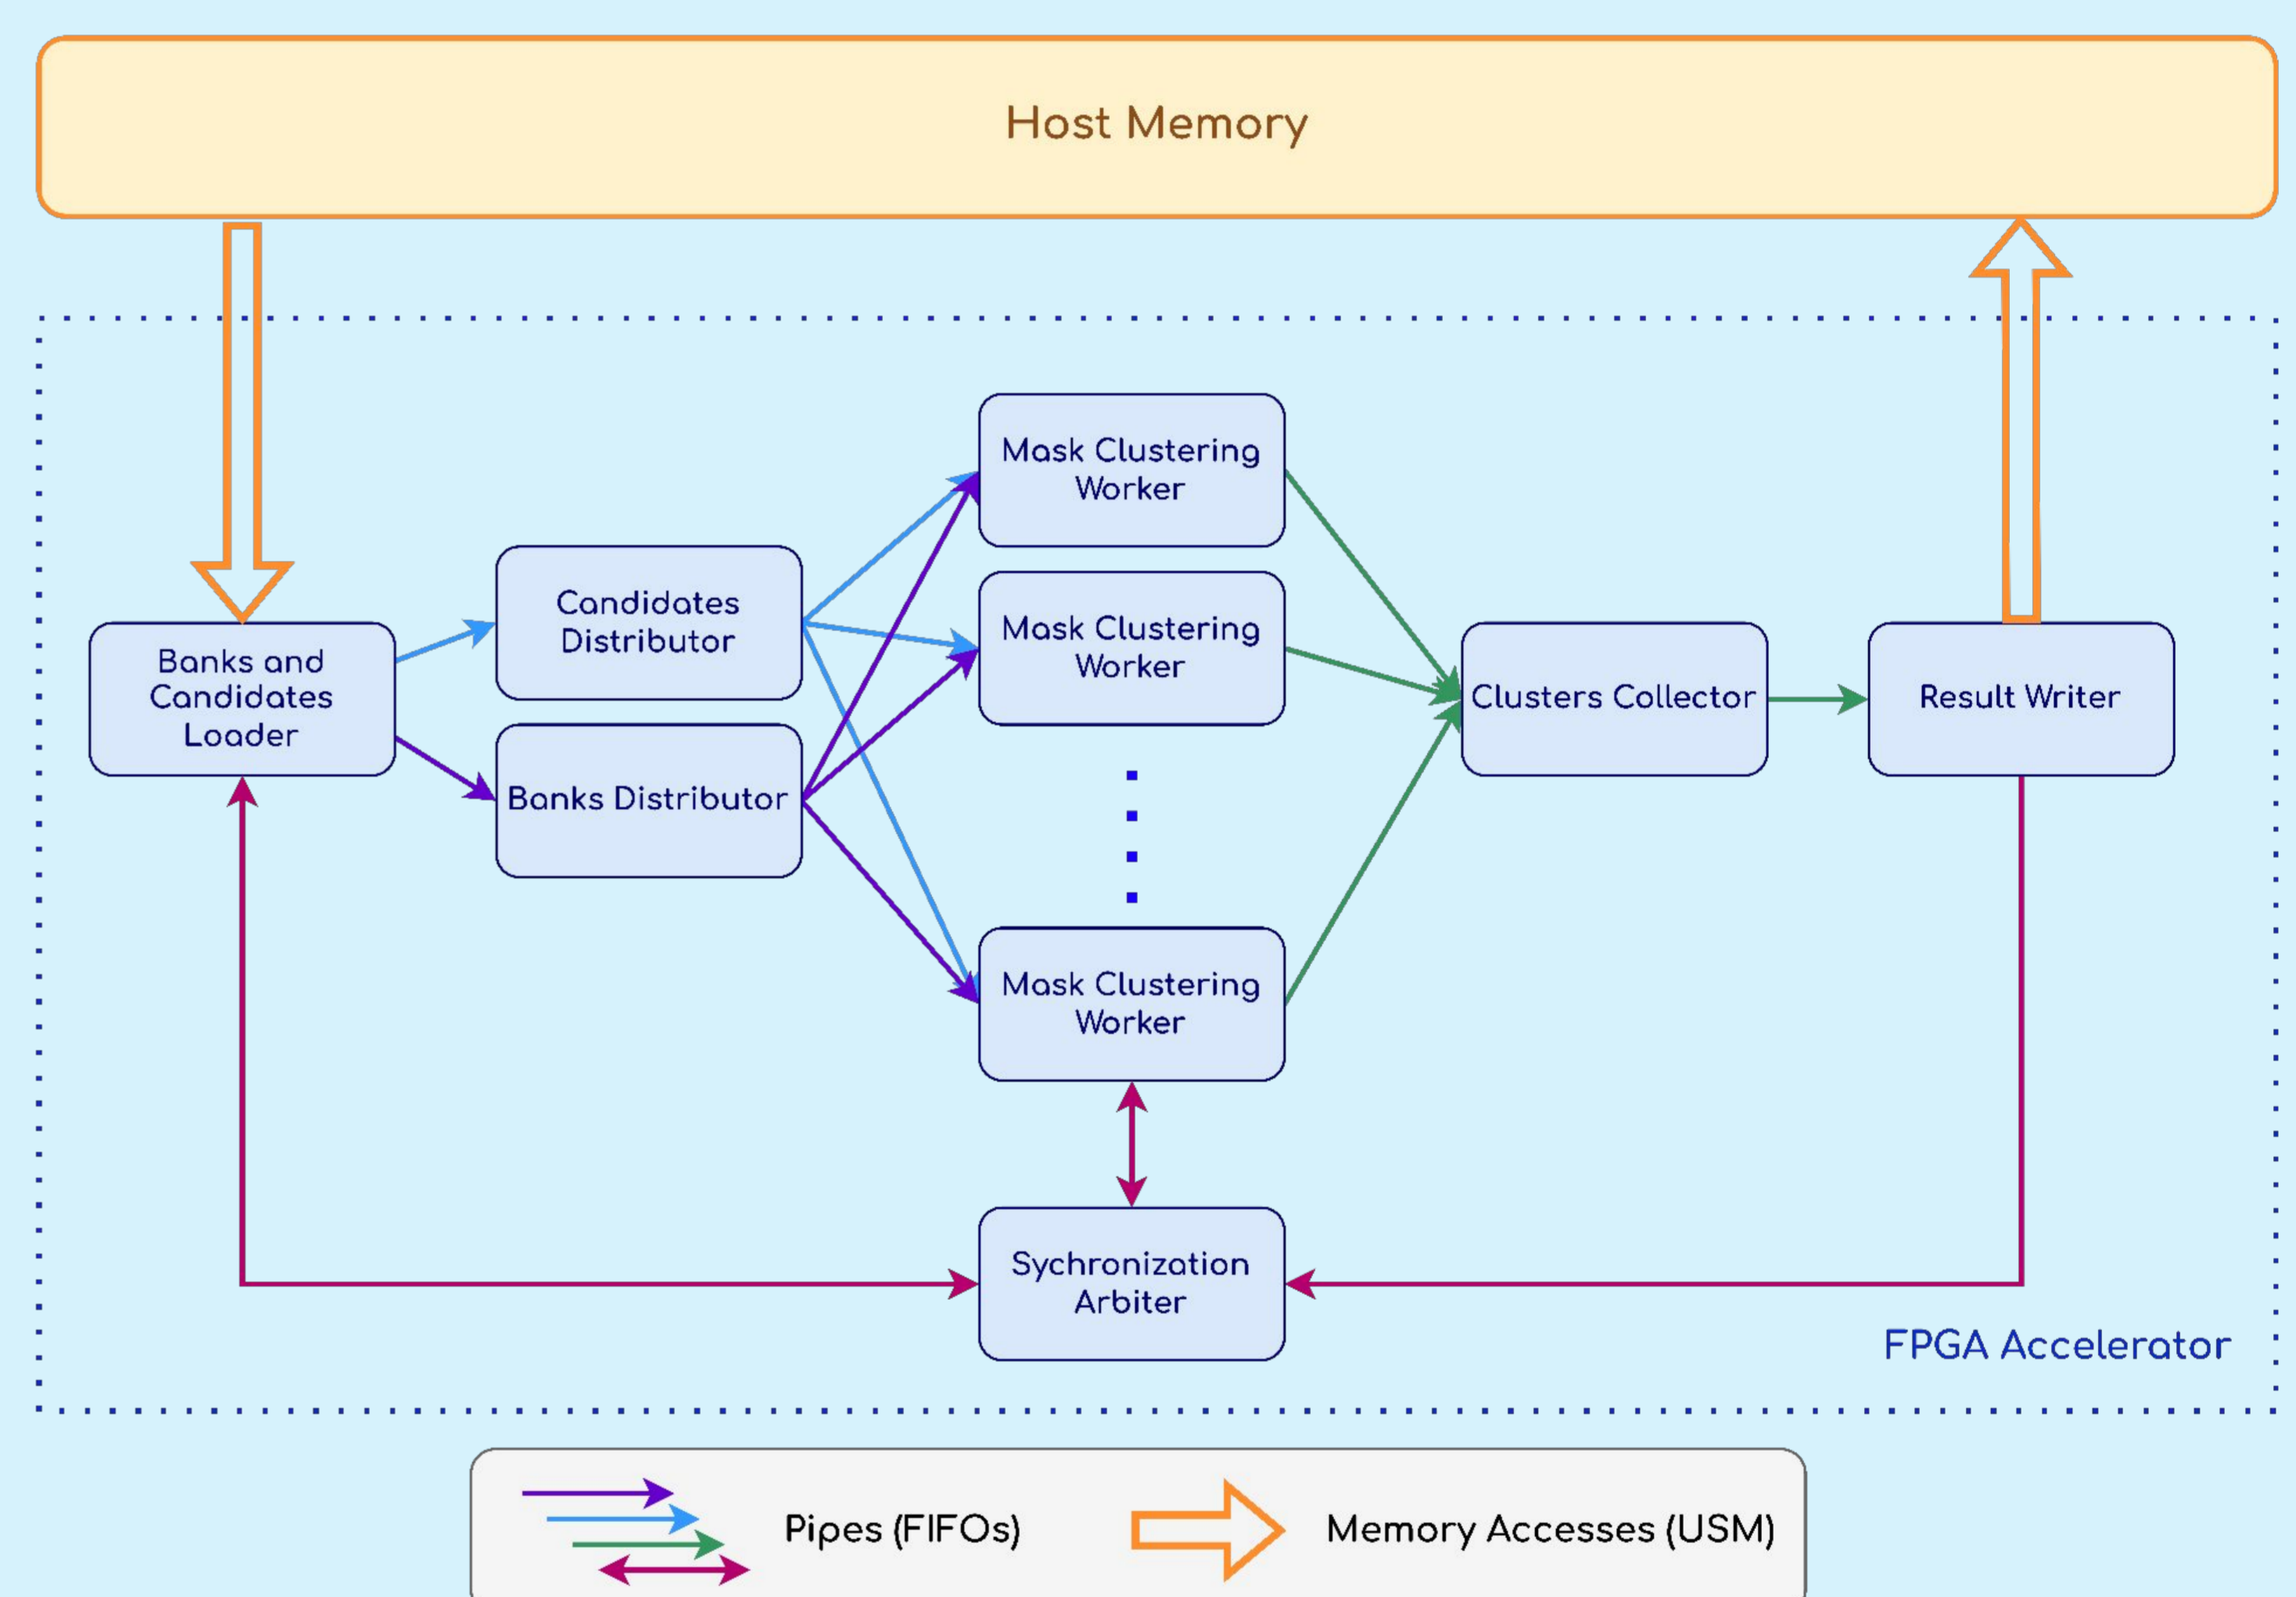 Host Memory
Mask Clustering
Worker
Candidates
Distributor
Mask Clustering
Worker
Banks and
Candidates
Loader
Clusters Collector
Result Writer
Banks Distributor
Mask Clustering
Worker
Sychronization
Arbiter
FPGA Accelerator
Pipes (FIFOs)
Memory Accesses (USM)